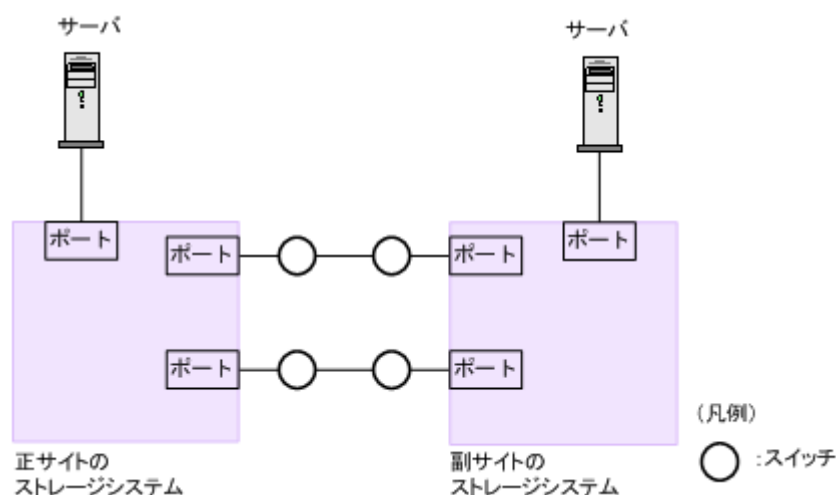 サーバ
サーバ
ポート
ポート
ポート
ポート
ポート
ポート
正サイトの
ストレージシステム
副サイトの
ストレージシステム
(凡例)
:スイッチ